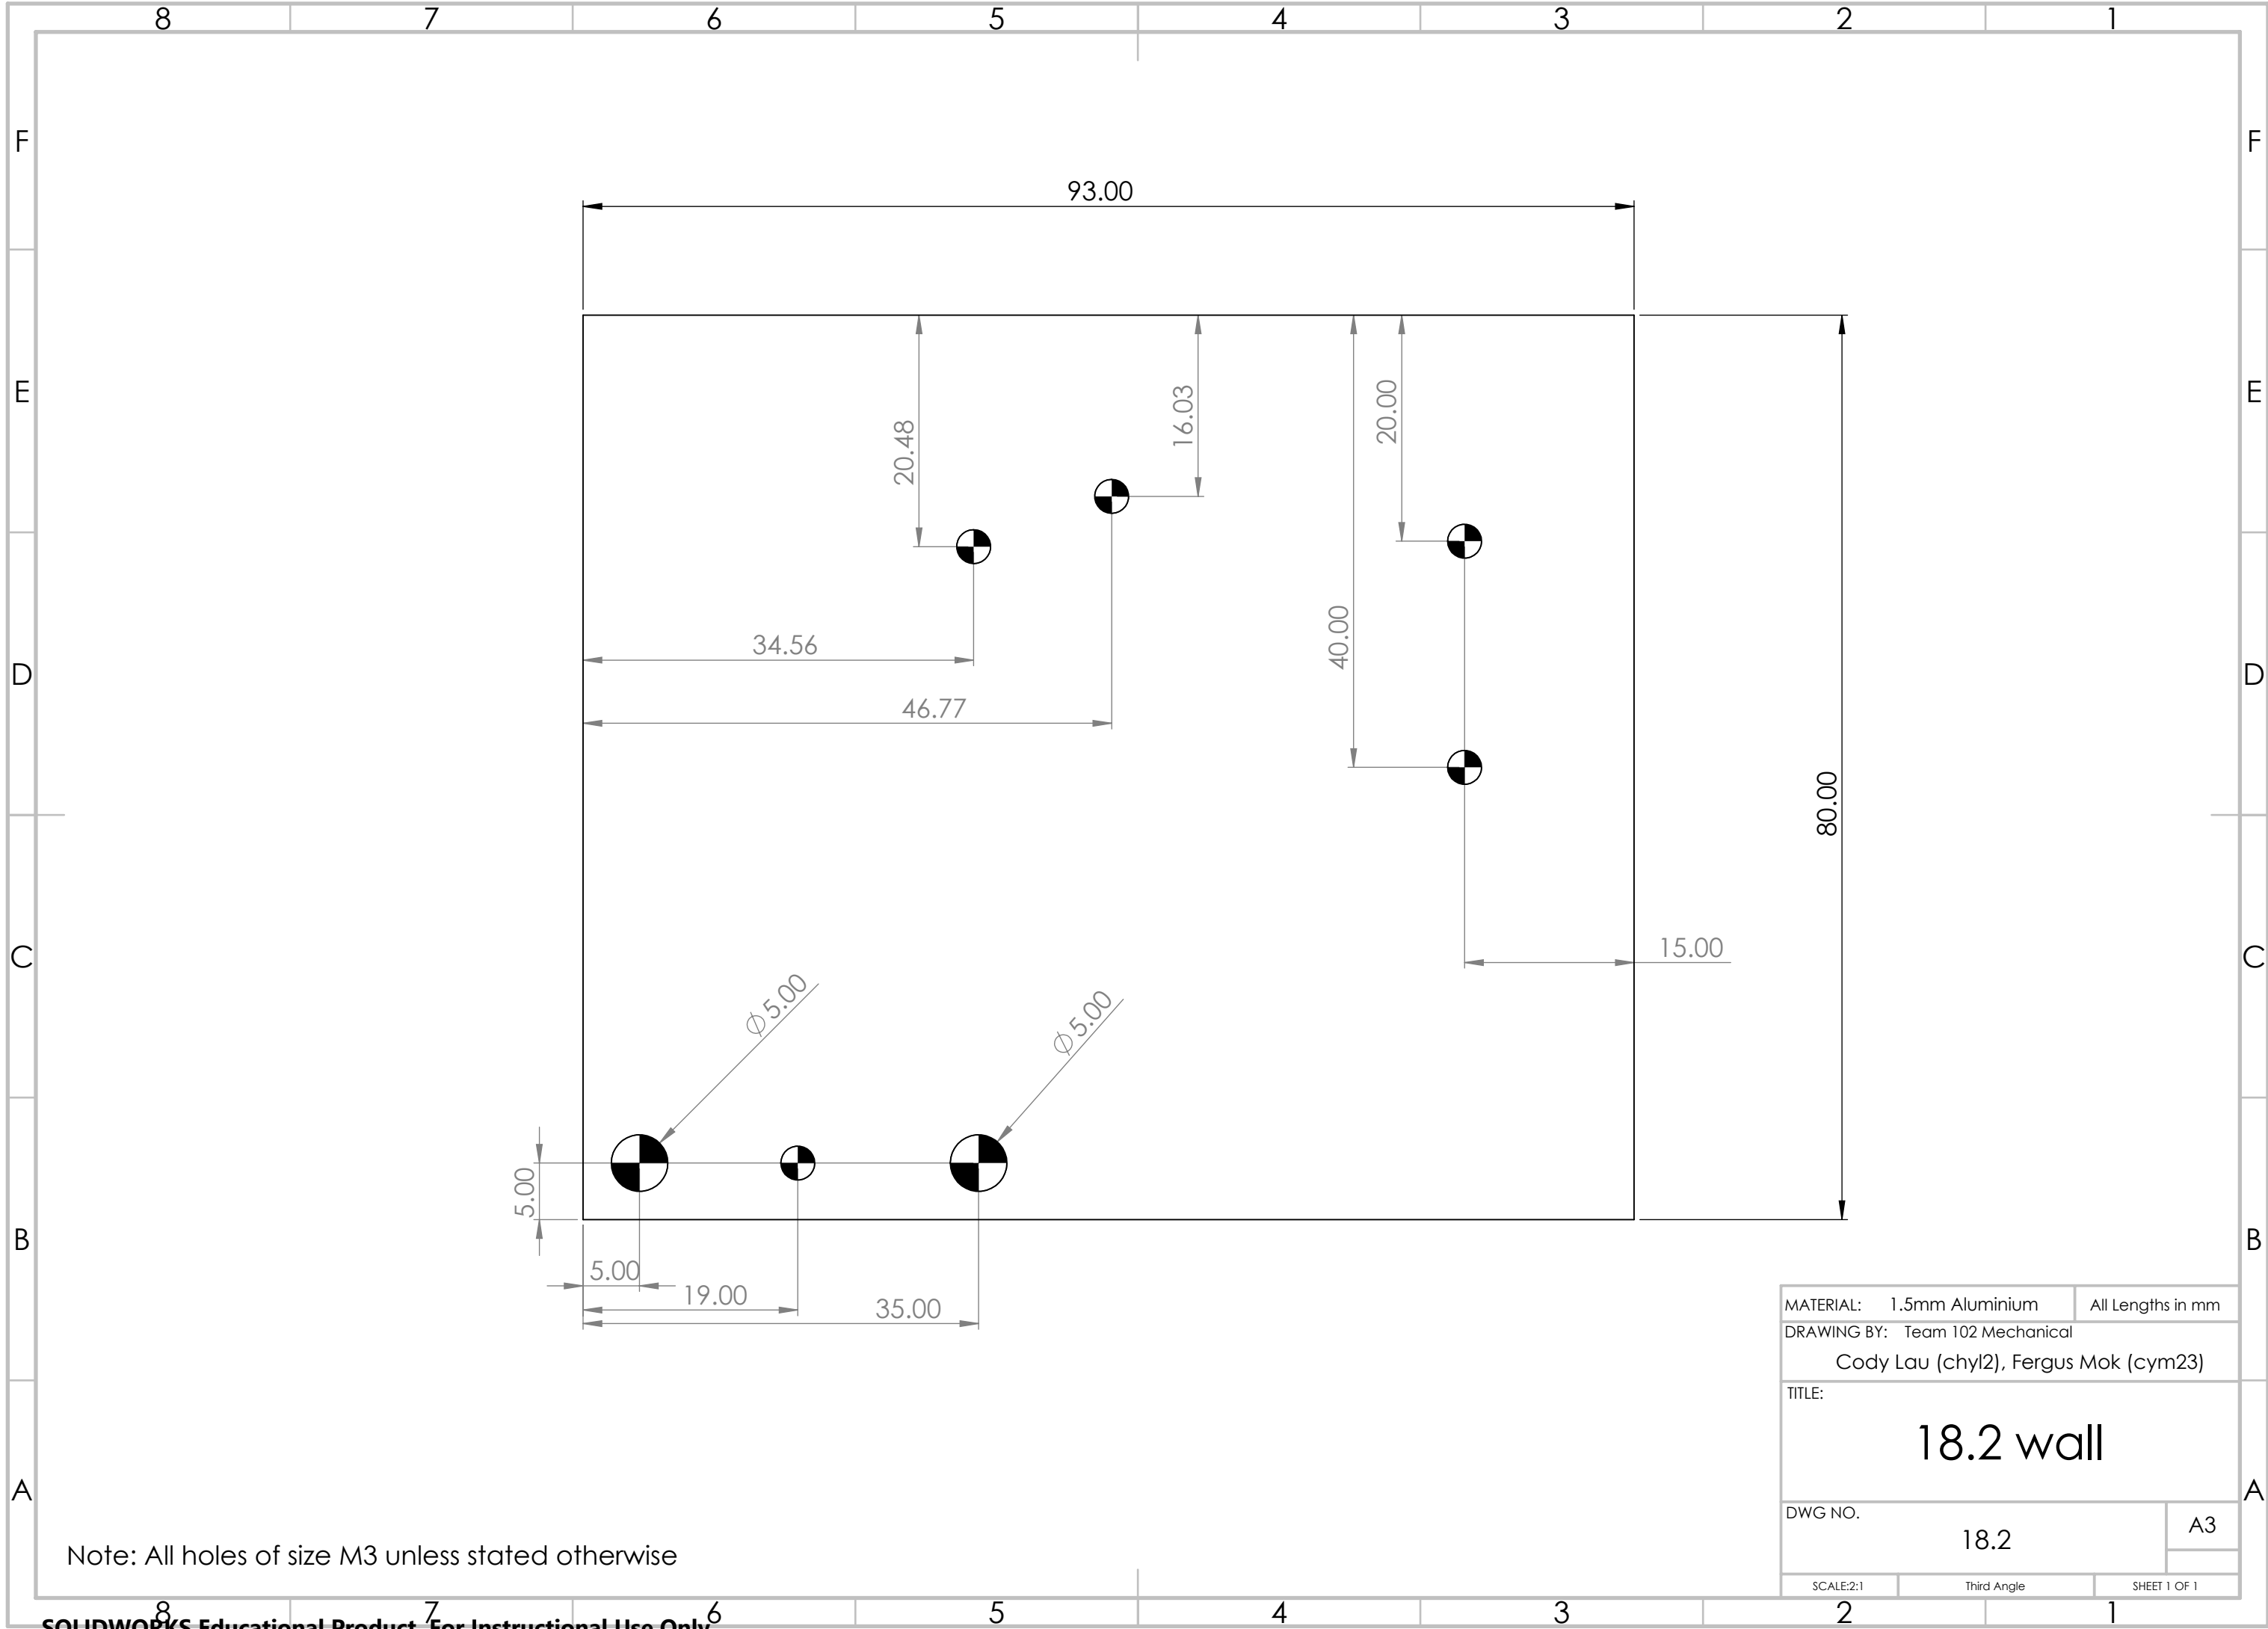 8 7 6 5 4 3 2 1
F F
93.00
E E
20.48
16.03
20.00
34.56
40.00
46.77
D D
80.00
15.00
C C
∅5.00
∅5.00
5.00
B B
5.00
19.00
35.00
MATERIAL: 1.5mm Aluminium All Lengths in mm
DRAWING BY: Team 102 Mechanical
Cody Lau (chyl2), Fergus Mok (cym23)
TITLE:
18.2 wall
A A
DWG NO.
18.2
A3
Note: All holes of size M3 unless stated otherwise
SCALE:2:1 Third Angle SHEET 1 OF 1
8 7 6 5 4 3 2 1
SOLIDWORKS Educational Product. For Instructional Use Only.